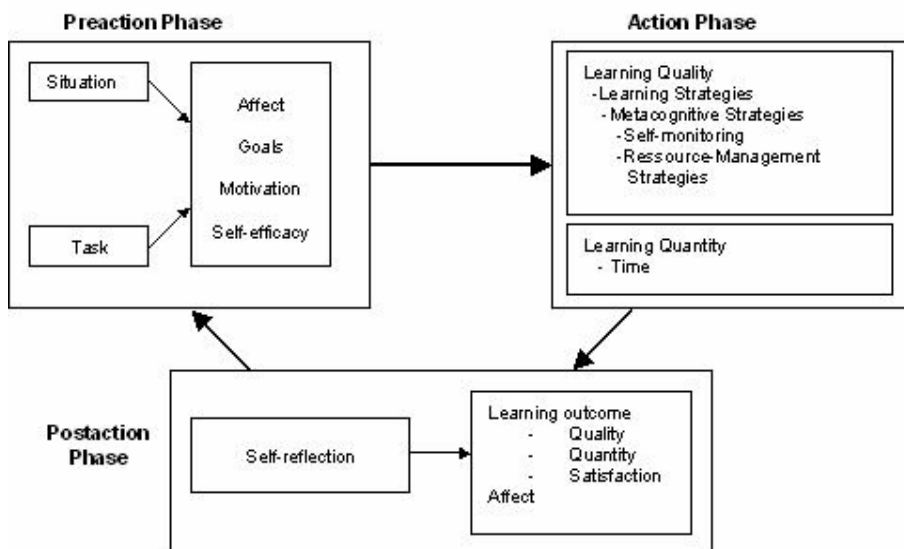 Preaction Phase
Situation
Task
Affect
Goals
Motivation
Self-efficacy
Action Phase
Learning Quality
-Learning Strategies
-Metacognitive Strategies
-Self-monitoring
-Ressource-Management
Strategies
Learning Quantity
- Time
Postaction
Phase
Self-reflection
Learning outcome
- Quality
- Quantity
- Satisfaction
Affect